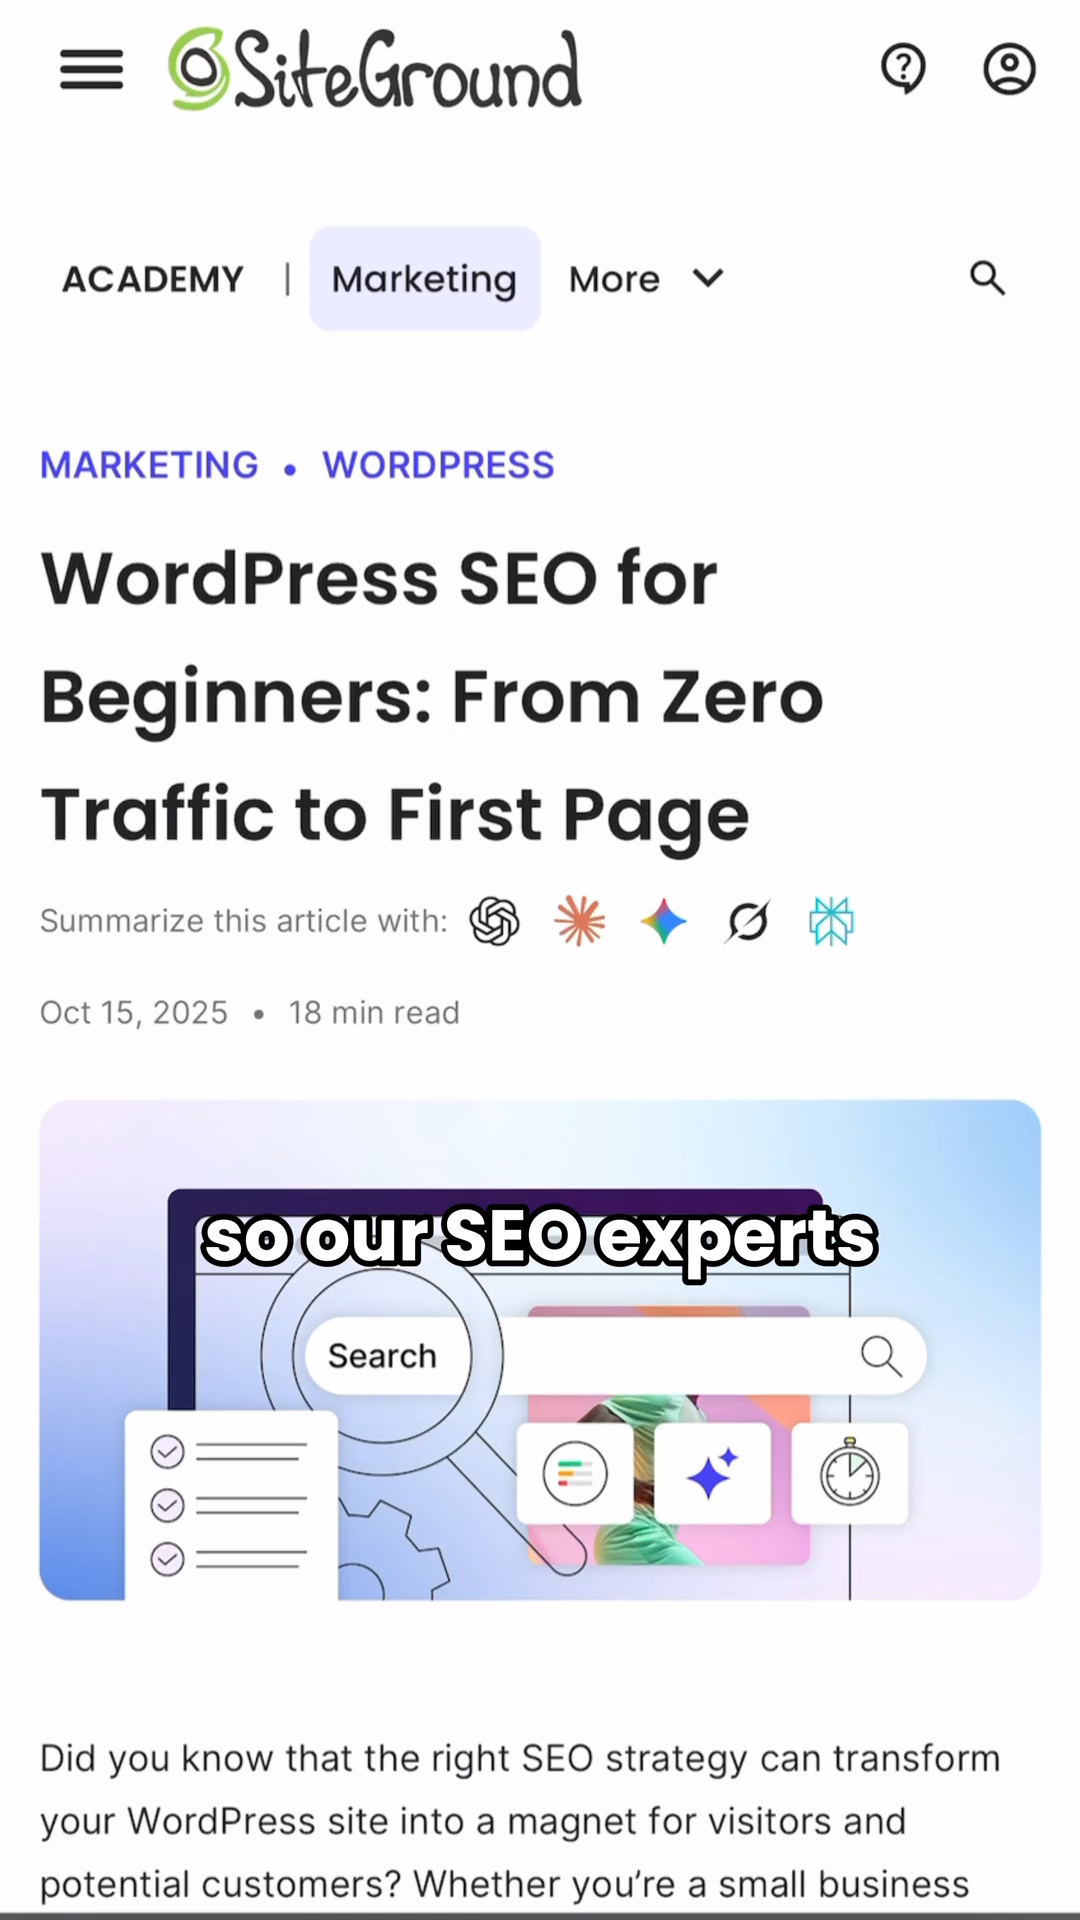 SiteGround
ACADEMY | Marketing More
MARKETING • WORDPRESS
WordPress SEO for
Beginners: From Zero
Traffic to First Page
Summarize this article with:
Oct 15, 2025 • 18 min read
so our SEO experts
Search
Did you know that the right SEO strategy can transform
your WordPress site into a magnet for visitors and
potential customers? Whether you’re a small business